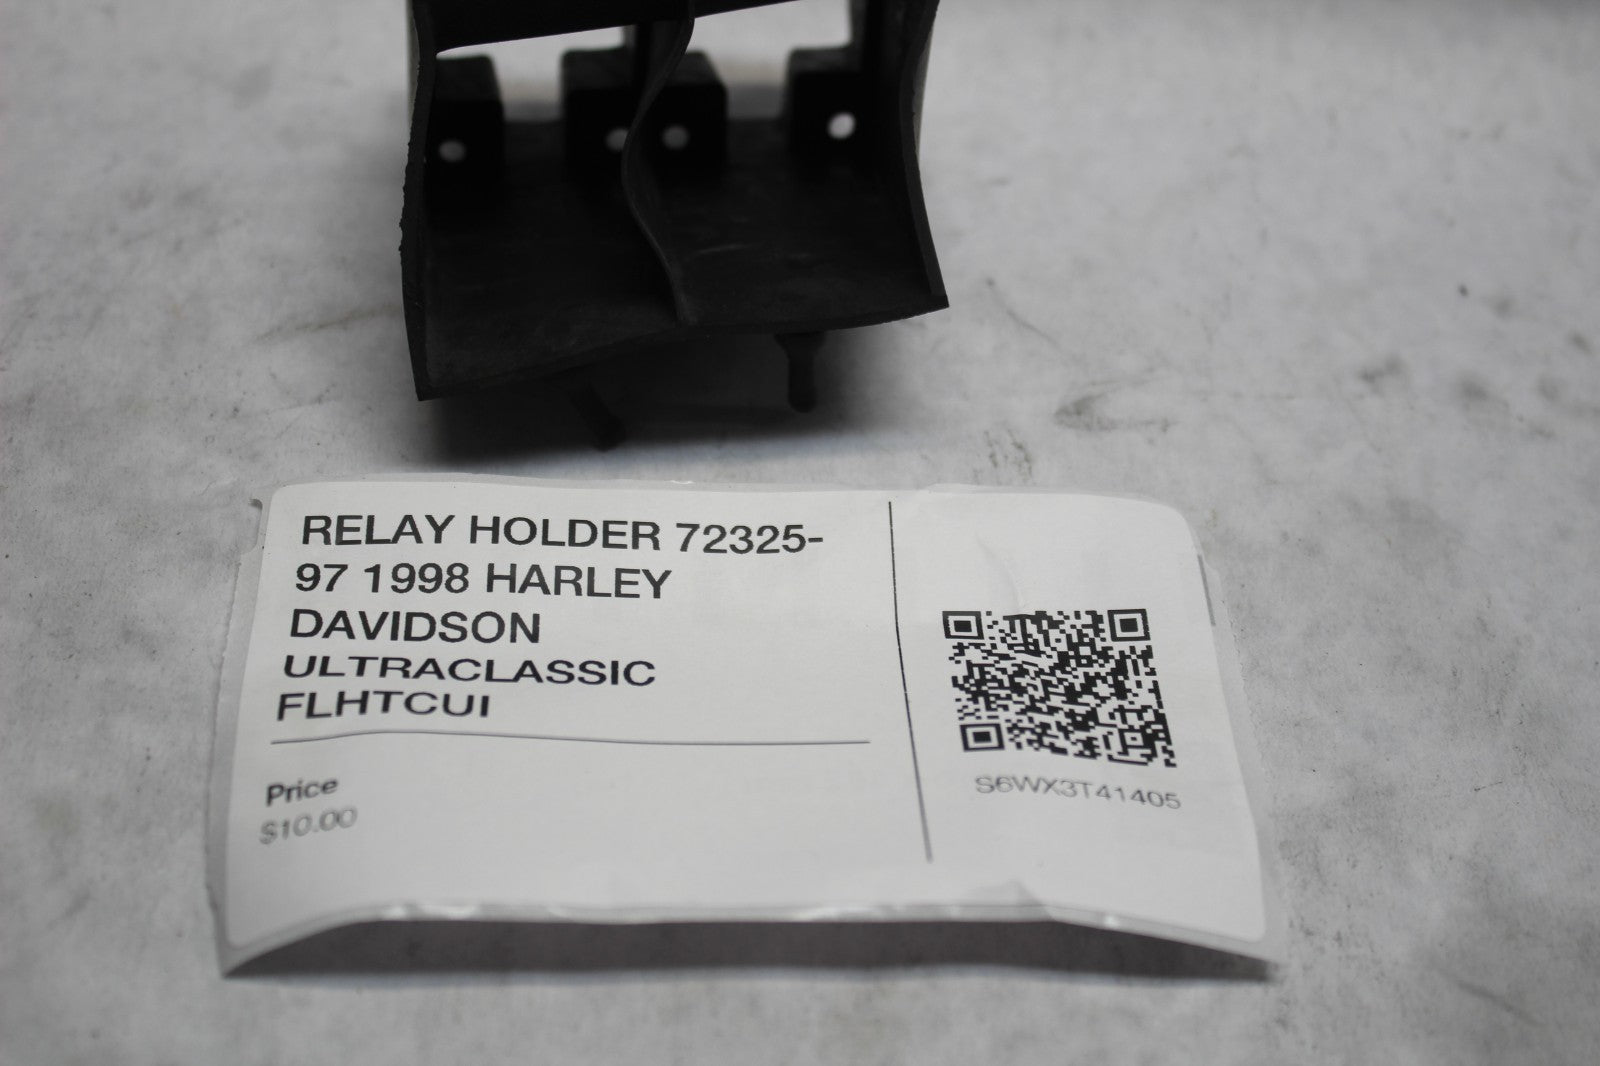 RELAY HOLDER 72325-
97 1998 HARLEY
DAVIDSON
ULTRACLASSIC
FLHTCUI
Price
$10.00
S6WX3T41405